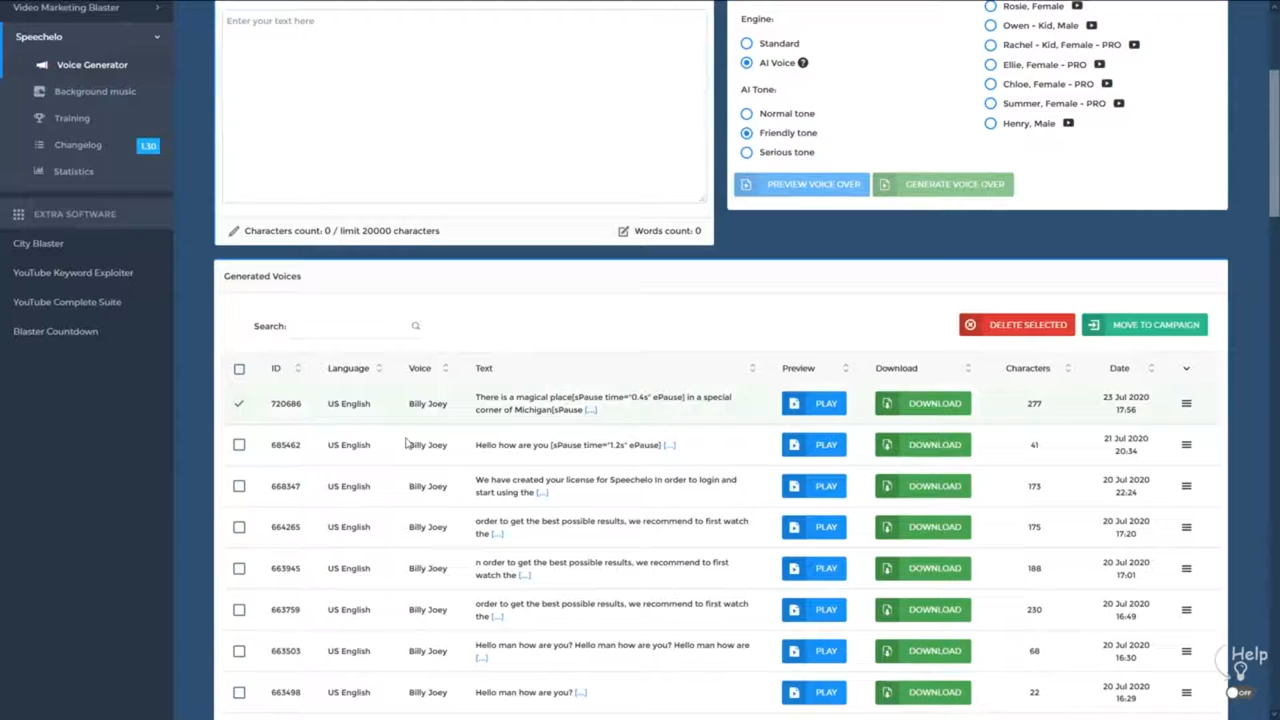 Video Marketing Blaster
Speechelo
Voice Generator
Background music
Training
Changelog
1.30
Statistics
EXTRA SOFTWARE
City Blaster
YouTube Keyword Exploiter
YouTube Complete Suite
Blaster Countdown
Enter your text here
Characters count: 0 / limit 20000 characters
Words count: 0
Engine:
Standard
AI Voice ?
AI Tone:
Normal tone
Friendly tone
Serious tone
Rosie, Female
Owen - Kid, Male
Rachel - Kid, Female - PRO
Ellie, Female - PRO
Chloe, Female - PRO
Summer, Female - PRO
Henry, Male
PREVIEW VOICE OVER
GENERATE VOICE OVER
Generated Voices
Search:
DELETE SELECTED
MOVE TO CAMPAIGN
ID Language Voice Text Preview Download Characters Date
720686 US English Billy Joey There is a magical place[sPause time="0.4s" ePause] in a special PLAY DOWNLOAD 277 23 Jul 2020
corner of Michigan[sPause [...] 17:56
685462 US English Billy Joey Hello how are you [sPause time="1.2s" ePause] [...] PLAY DOWNLOAD 41 21 Jul 2020
20:34
668347 US English Billy Joey We have created your license for Speechelo In order to login and PLAY DOWNLOAD 173 20 Jul 2020
start using the [...] 22:24
664265 US English Billy Joey order to get the best possible results, we recommend to first watch PLAY DOWNLOAD 175 20 Jul 2020
the [...] 17:20
663945 US English Billy Joey n order to get the best possible results, we recommend to first PLAY DOWNLOAD 188 20 Jul 2020
watch the [...] 17:01
663759 US English Billy Joey order to get the best possible results, we recommend to first watch PLAY DOWNLOAD 230 20 Jul 2020
the [...] 16:49
663503 US English Billy Joey Hello man how are you? Hello man how are you? Hello man how are PLAY DOWNLOAD 68 20 Jul 2020
[...] 16:30
663498 US English Billy Joey Hello man how are you? [...] PLAY DOWNLOAD 22 20 Jul 2020
16:29
Help
OFF